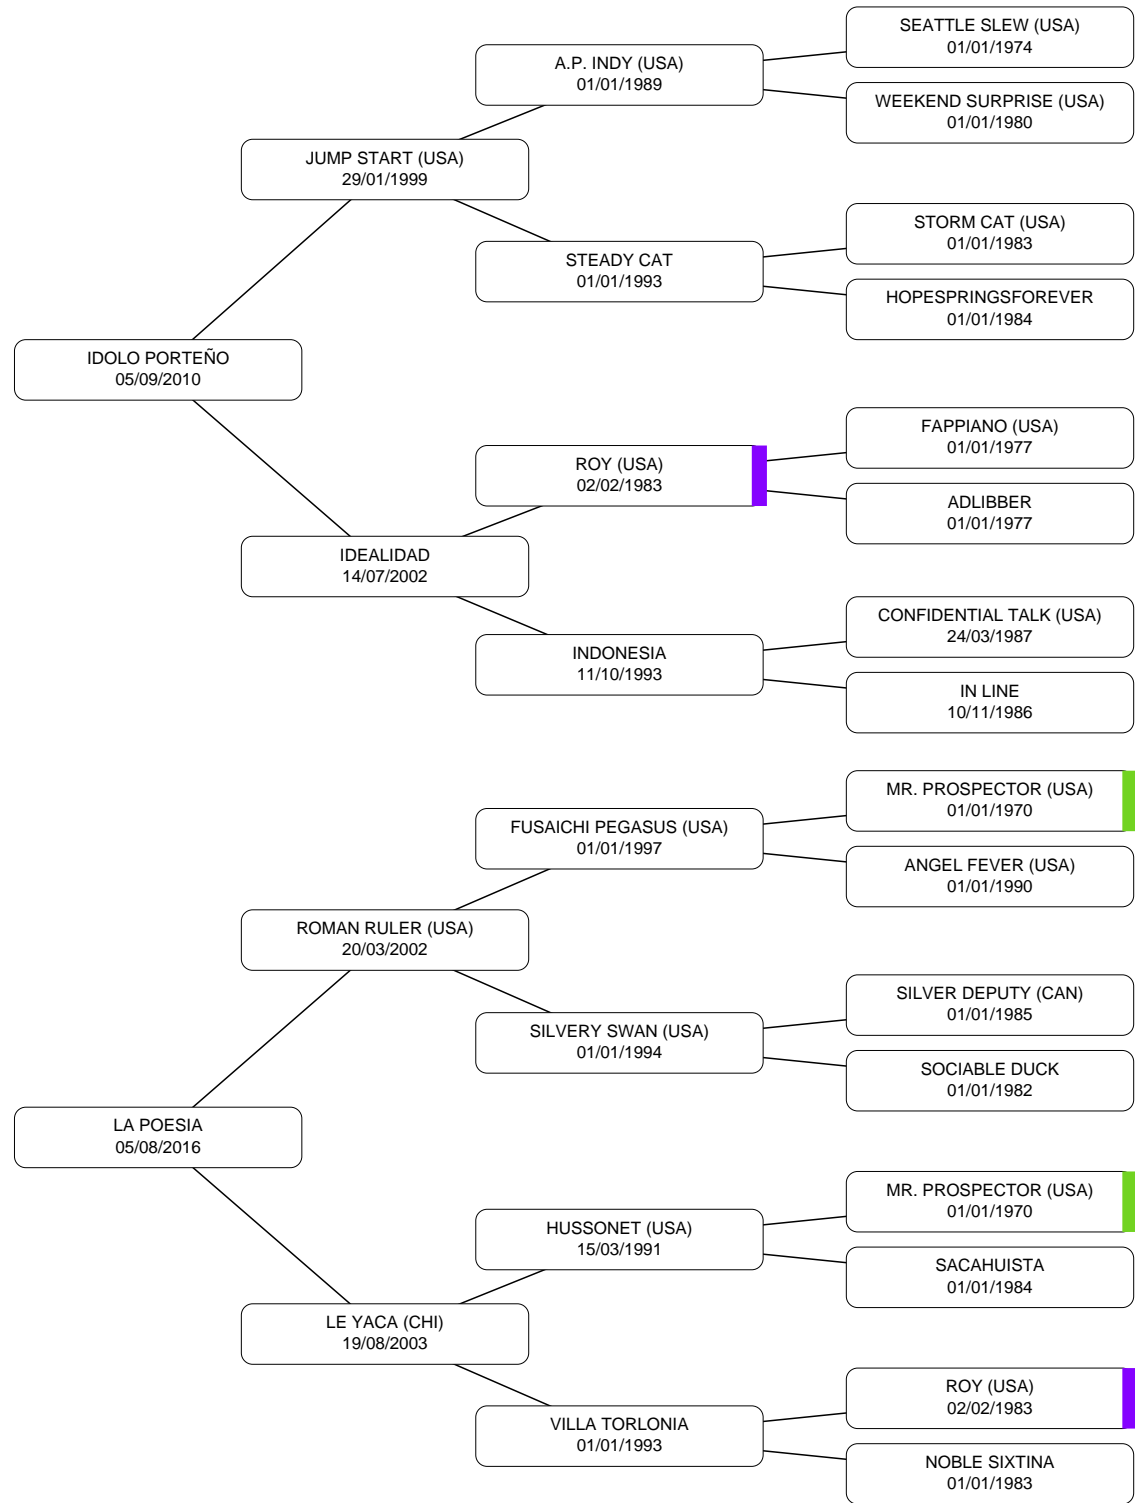 SEATTLE SLEW (USA)
01/01/1974
A.P. INDY (USA)
01/01/1989
WEEKEND SURPRISE (USA)
01/01/1980
JUMP START (USA)
29/01/1999
STORM CAT (USA)
01/01/1983
STEADY CAT
01/01/1993
HOPESPRINGSFOREVER
01/01/1984
IDOLO PORTEÑO
05/09/2010
FAPPIANO (USA)
01/01/1977
ROY (USA)
02/02/1983
ADLIBBER
01/01/1977
IDEALIDAD
14/07/2002
CONFIDENTIAL TALK (USA)
24/03/1987
INDONESIA
11/10/1993
IN LINE
10/11/1986
MR. PROSPECTOR (USA)
01/01/1970
FUSAICHI PEGASUS (USA)
01/01/1997
ANGEL FEVER (USA)
01/01/1990
ROMAN RULER (USA)
20/03/2002
SILVER DEPUTY (CAN)
01/01/1985
SILVERY SWAN (USA)
01/01/1994
SOCIABLE DUCK
01/01/1982
LA POESIA
05/08/2016
MR. PROSPECTOR (USA)
01/01/1970
HUSSONET (USA)
15/03/1991
SACAHUISTA
01/01/1984
LE YACA (CHI)
19/08/2003
ROY (USA)
02/02/1983
VILLA TORLONIA
01/01/1993
NOBLE SIXTINA
01/01/1983